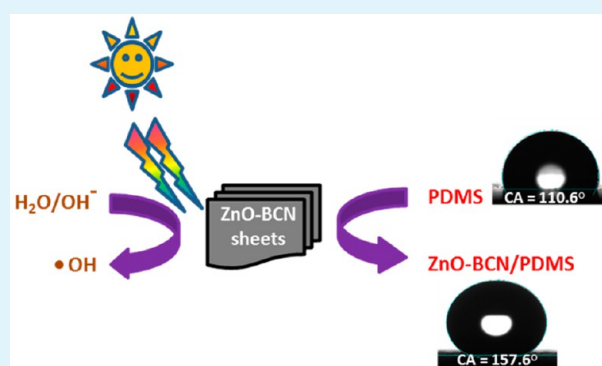 H₂O/OH⁻
• OH
ZnO-BCN
sheets
PDMS
CA = 110.6°
ZnO-BCN/PDMS
CA = 157.6°